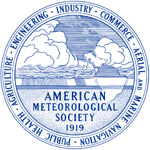 AGRICULTURE · ENGINEERING · INDUSTRY · COMMERCE · AERIAL AND MARINE NAVIGATION · PUBLIC HEALTH ·
AMERICAN
METEOROLOGICAL
SOCIETY
1919